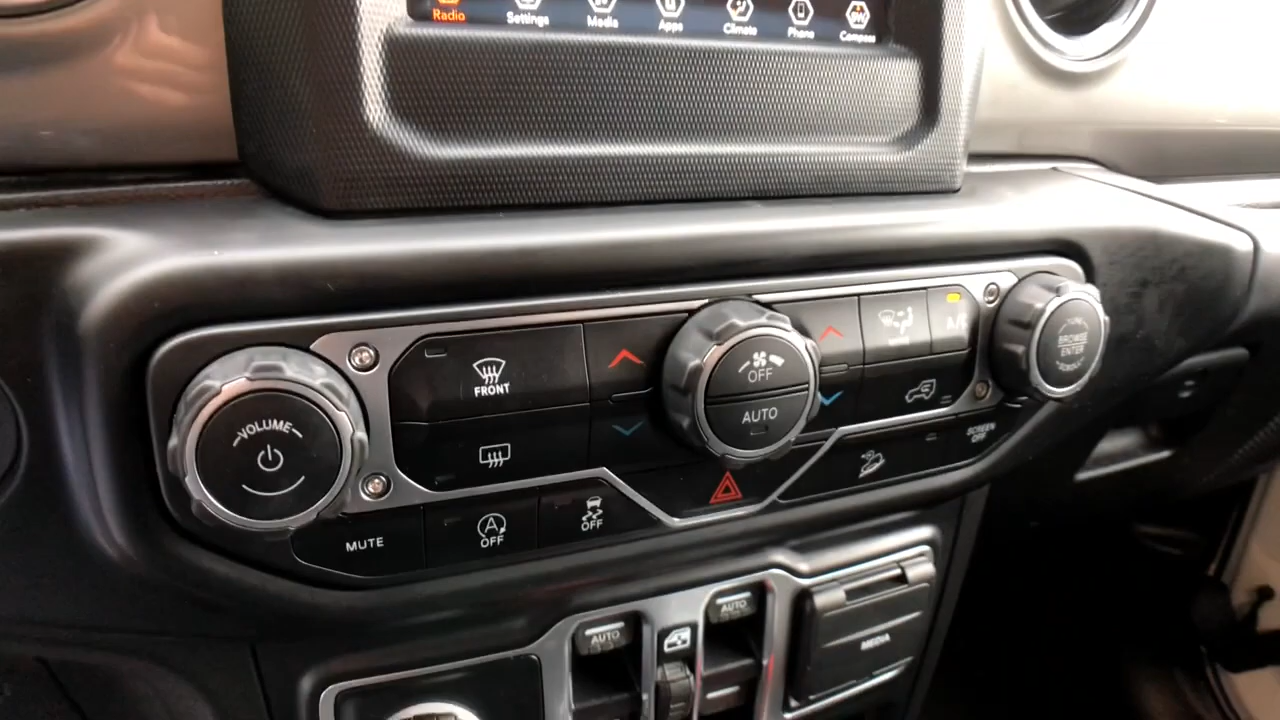 Radio Settings Media Apps Climate Phone Compass
FRONT
OFF
AUTO
A/C
BROWSE
ENTER
VOLUME
SCREEN
OFF
MUTE
A
OFF
OFF
AUTO
AUTO
MEDIA